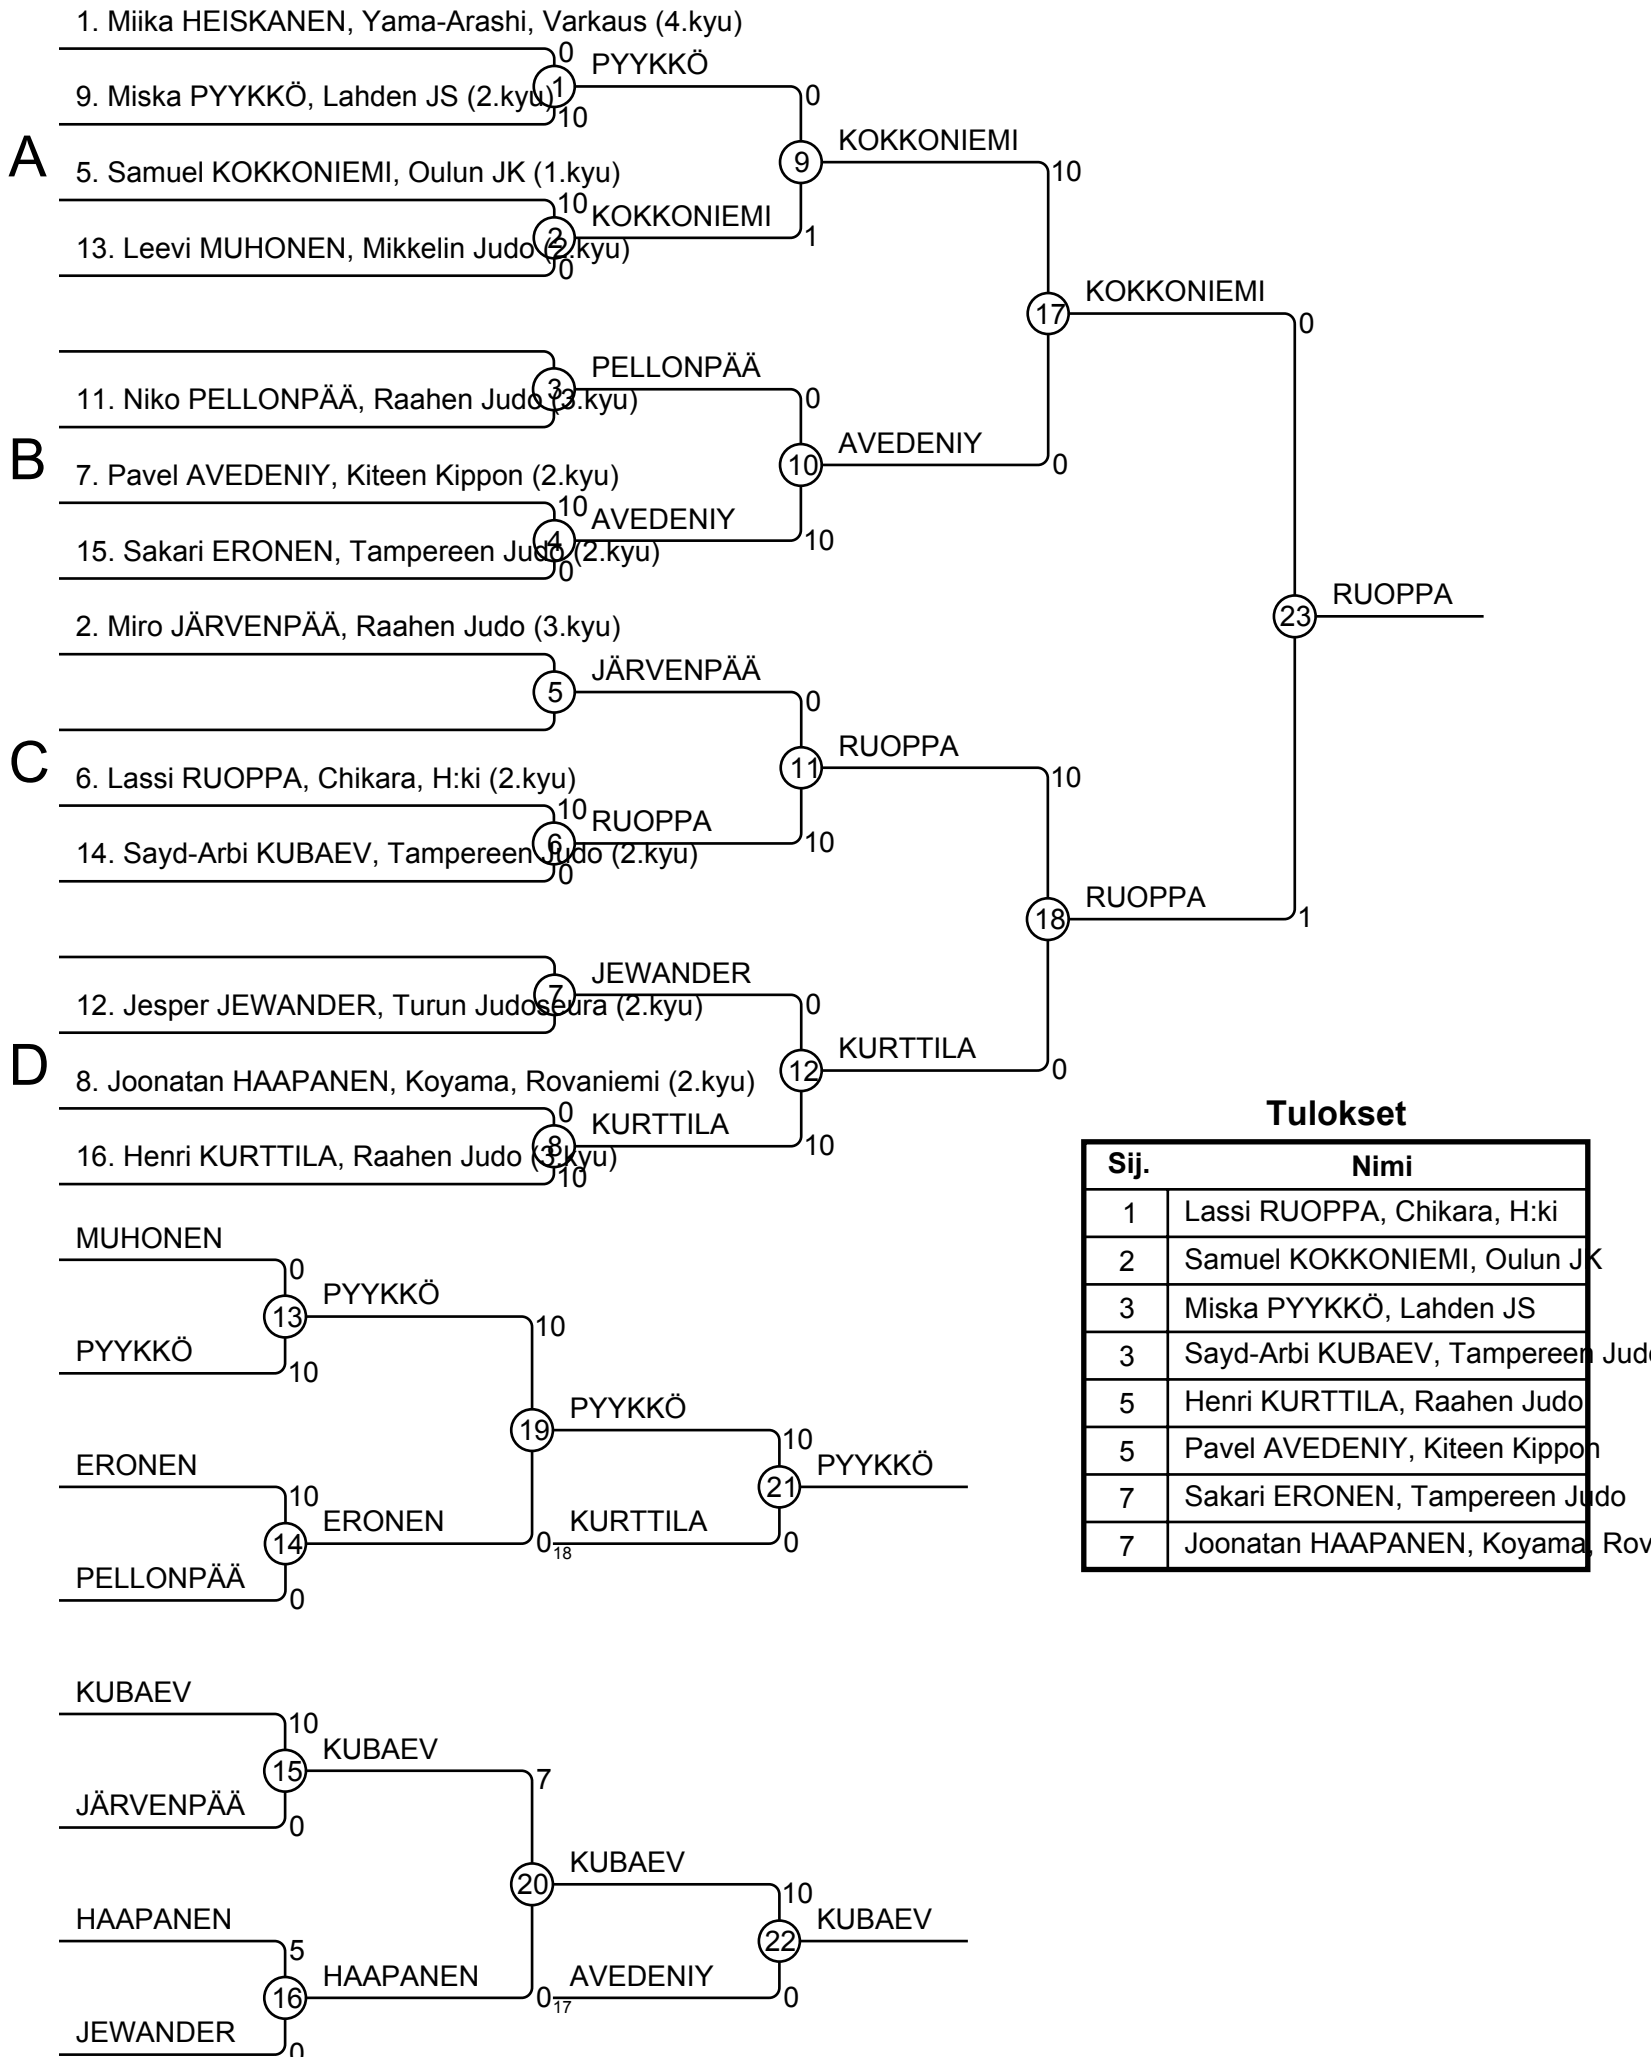 1. Miika HEISKANEN, Yama-Arashi, Varkaus (4.kyu)
0
1
PYYKKÖ
9. Miska PYYKKÖ, Lahden JS (2.kyu)
10
0
A
9
KOKKONIEMI
5. Samuel KOKKONIEMI, Oulun JK (1.kyu)
10
10
2
KOKKONIEMI
1
13. Leevi MUHONEN, Mikkelin Judo (2.kyu)
0
17
KOKKONIEMI
0
3
PELLONPÄÄ
11. Niko PELLONPÄÄ, Raahen Judo (3.kyu)
0
B
10
AVEDENIY
0
7. Pavel AVEDENIY, Kiteen Kippon (2.kyu)
10
4
AVEDENIY
10
15. Sakari ERONEN, Tampereen Judo (2.kyu)
0
23
RUOPPA
2. Miro JÄRVENPÄÄ, Raahen Judo (3.kyu)
5
JÄRVENPÄÄ
0
C
11
RUOPPA
10
6. Lassi RUOPPA, Chikara, H:ki (2.kyu)
10
6
RUOPPA
10
14. Sayd-Arbi KUBAEV, Tampereen Judo (2.kyu)
0
18
RUOPPA
1
7
JEWANDER
12. Jesper JEWANDER, Turun Judoseura (2.kyu)
0
D
12
KURTTILA
0
8. Joonatan HAAPANEN, Koyama, Rovaniemi (2.kyu)
0
8
KURTTILA
10
16. Henri KURTTILA, Raahen Judo (3.kyu)
10
Tulokset
Sij. Nimi
1 Lassi RUOPPA, Chikara, H:ki
2 Samuel KOKKONIEMI, Oulun JK
3 Miska PYYKKÖ, Lahden JS
3 Sayd-Arbi KUBAEV, Tampereen Jud
5 Henri KURTTILA, Raahen Judo
5 Pavel AVEDENIY, Kiteen Kippon
7 Sakari ERONEN, Tampereen Judo
7 Joonatan HAAPANEN, Koyama, Rov
MUHONEN
0
13
PYYKKÖ
10
PYYKKÖ
10
19
PYYKKÖ
10
ERONEN
10
21
PYYKKÖ
14
ERONEN
0
18
KURTTILA
0
PELLONPÄÄ
0
KUBAEV
10
15
KUBAEV
7
JÄRVENPÄÄ
0
20
KUBAEV
10
HAAPANEN
5
22
KUBAEV
16
HAAPANEN
0
17
AVEDENIY
0
JEWANDER
0